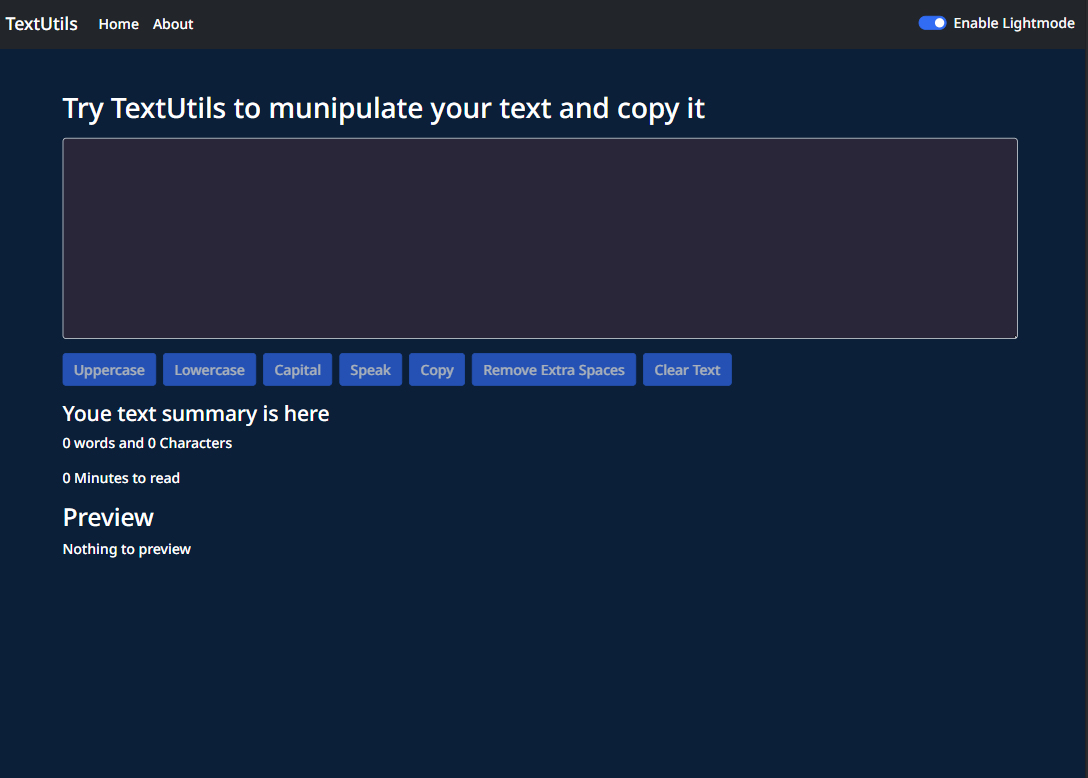 TextUtils Home About Enable Lightmode
Try TextUtils to munipulate your text and copy it
Uppercase Lowercase Capital Speak Copy Remove Extra Spaces Clear Text
Youe text summary is here
0 words and 0 Characters
0 Minutes to read
Preview
Nothing to preview